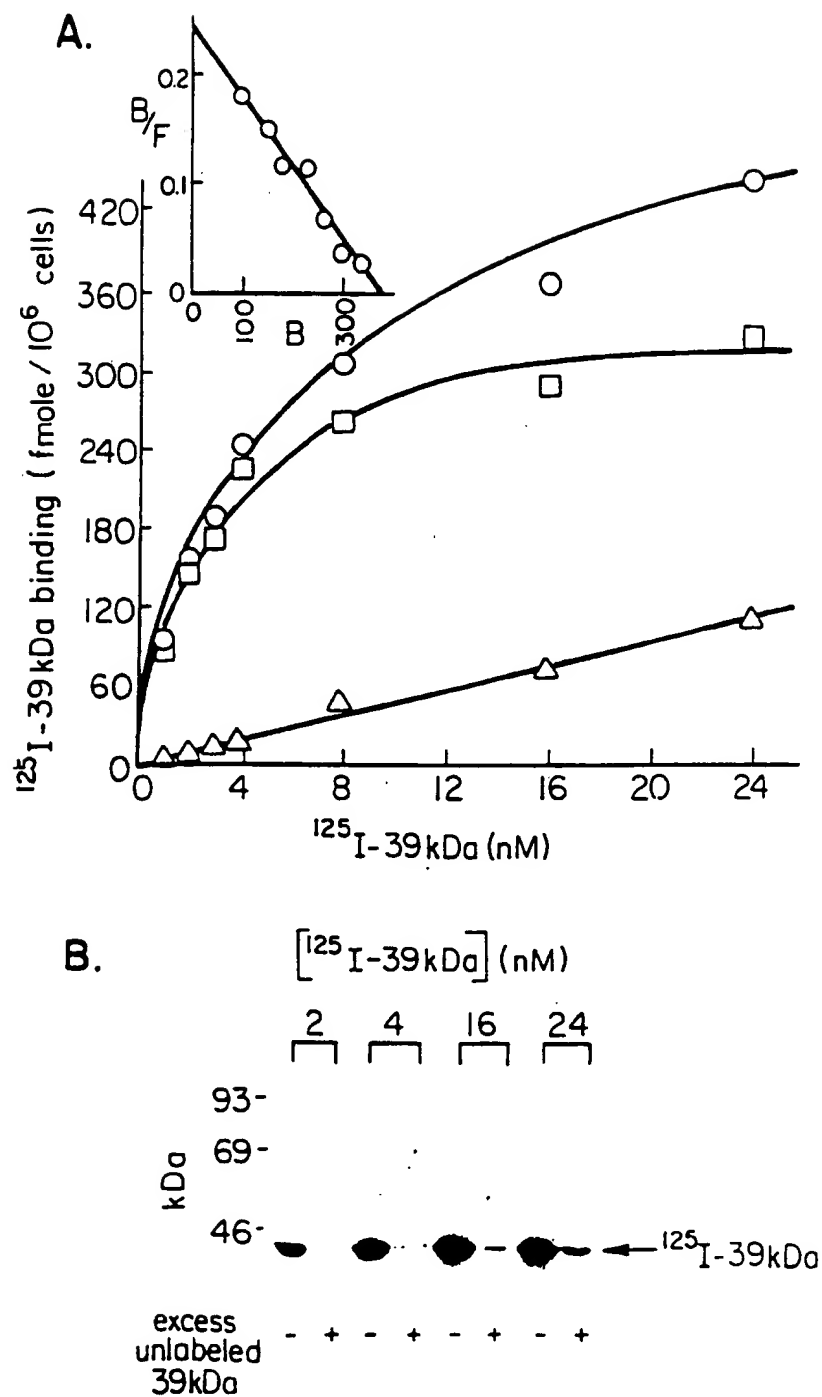 A.
0.2
B/F
0.1
0
0
100
B
300
420
360
300
240
180
120
60
0
¹²⁵I-39kDa binding (fmole / 10⁶ cells)
0 4 8 12 16 20 24
¹²⁵I-39kDa (nM)
B.
[¹²⁵I-39kDa] (nM)
2 4 16 24
93-
69-
kDa
46-
¹²⁵I-39kDa
excess
unlabeled
39kDa
- + - + - + - +